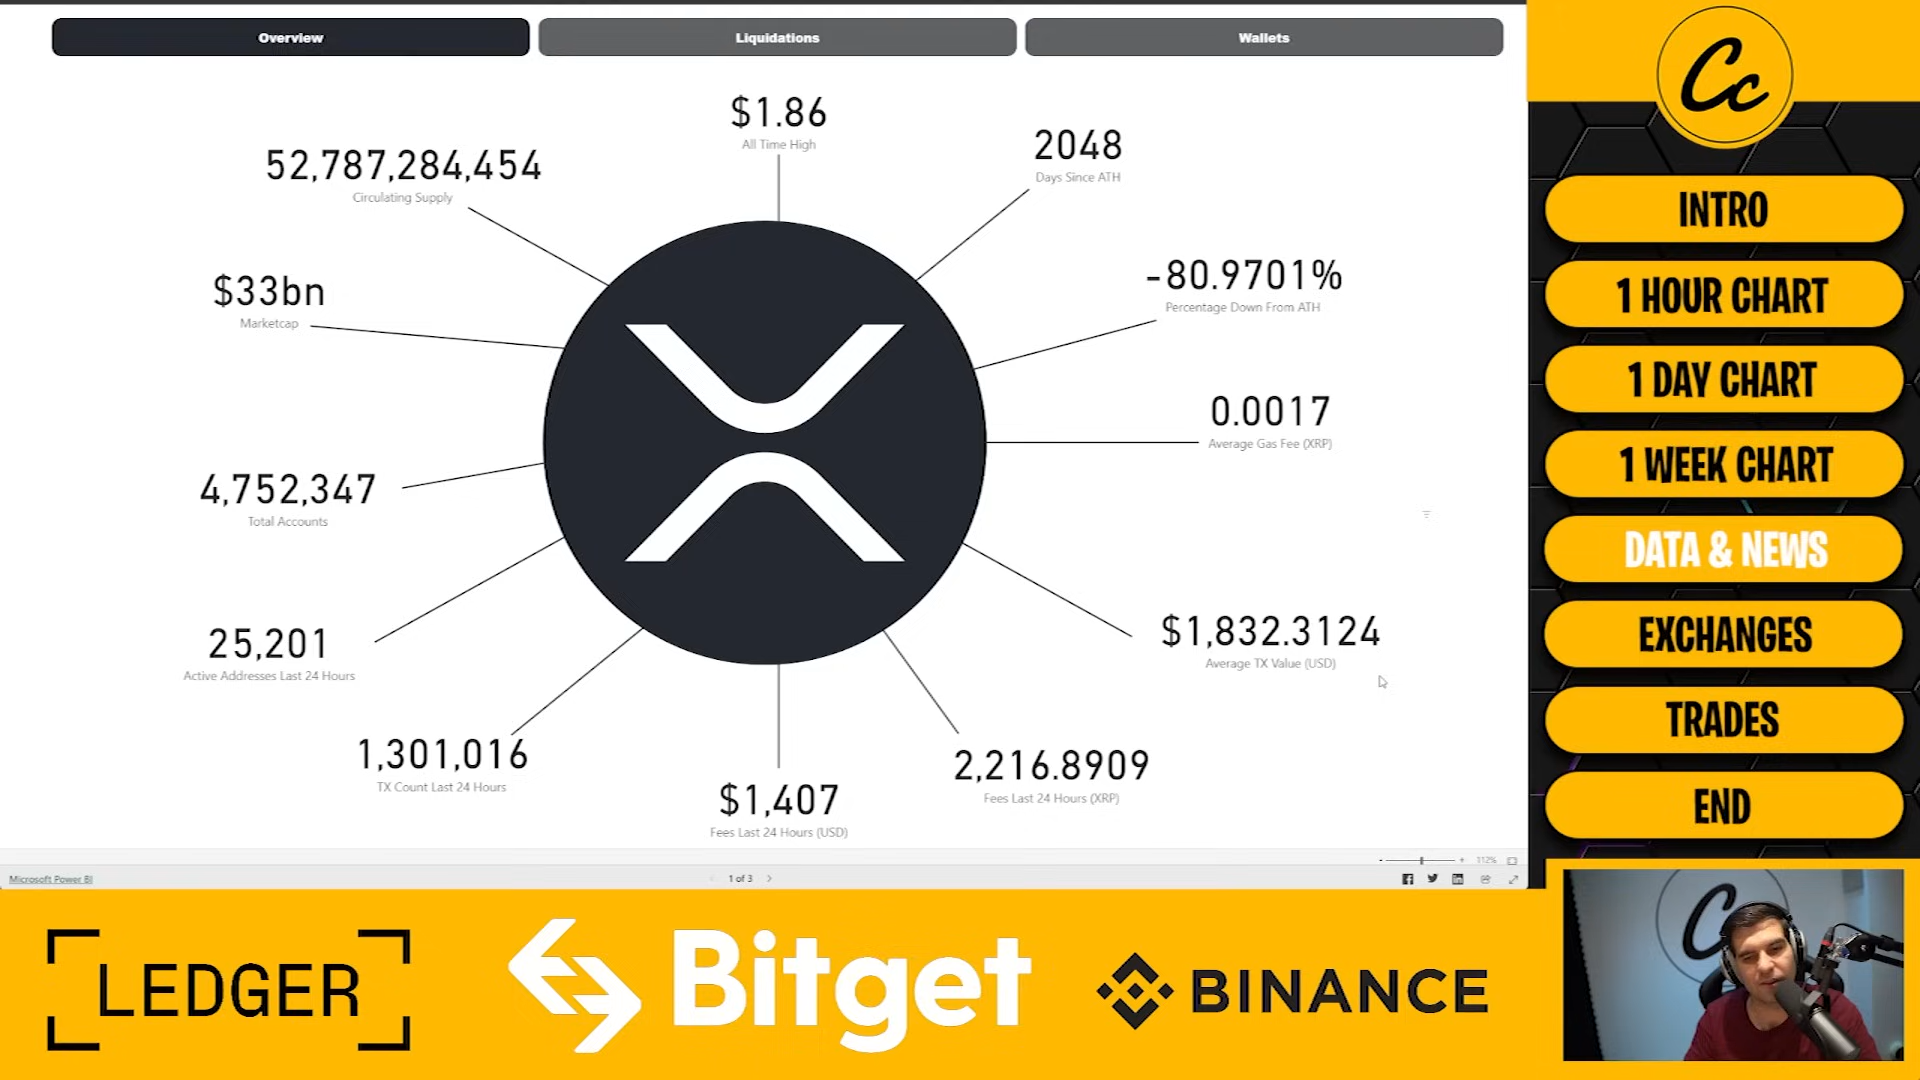 Overview
Liquidations
Wallets
$1.86
All Time High
52,787,284,454
Circulating Supply
2048
Days Since ATH
$33bn
Marketcap
-80.9701%
Percentage Down From ATH
0.0017
Average Gas Fee (XRP)
4,752,347
Total Accounts
25,201
Active Addresses Last 24 Hours
$1,832.3124
Average TX Value (USD)
1,301,016
TX Count Last 24 Hours
$1,407
Fees Last 24 Hours (USD)
2,216.8909
Fees Last 24 Hours (XRP)
- + 112%
Microsoft Power BI
1 of 3
Cc
INTRO
1 HOUR CHART
1 DAY CHART
1 WEEK CHART
DATA & NEWS
EXCHANGES
TRADES
END
LEDGER
Bitget
BINANCE
C